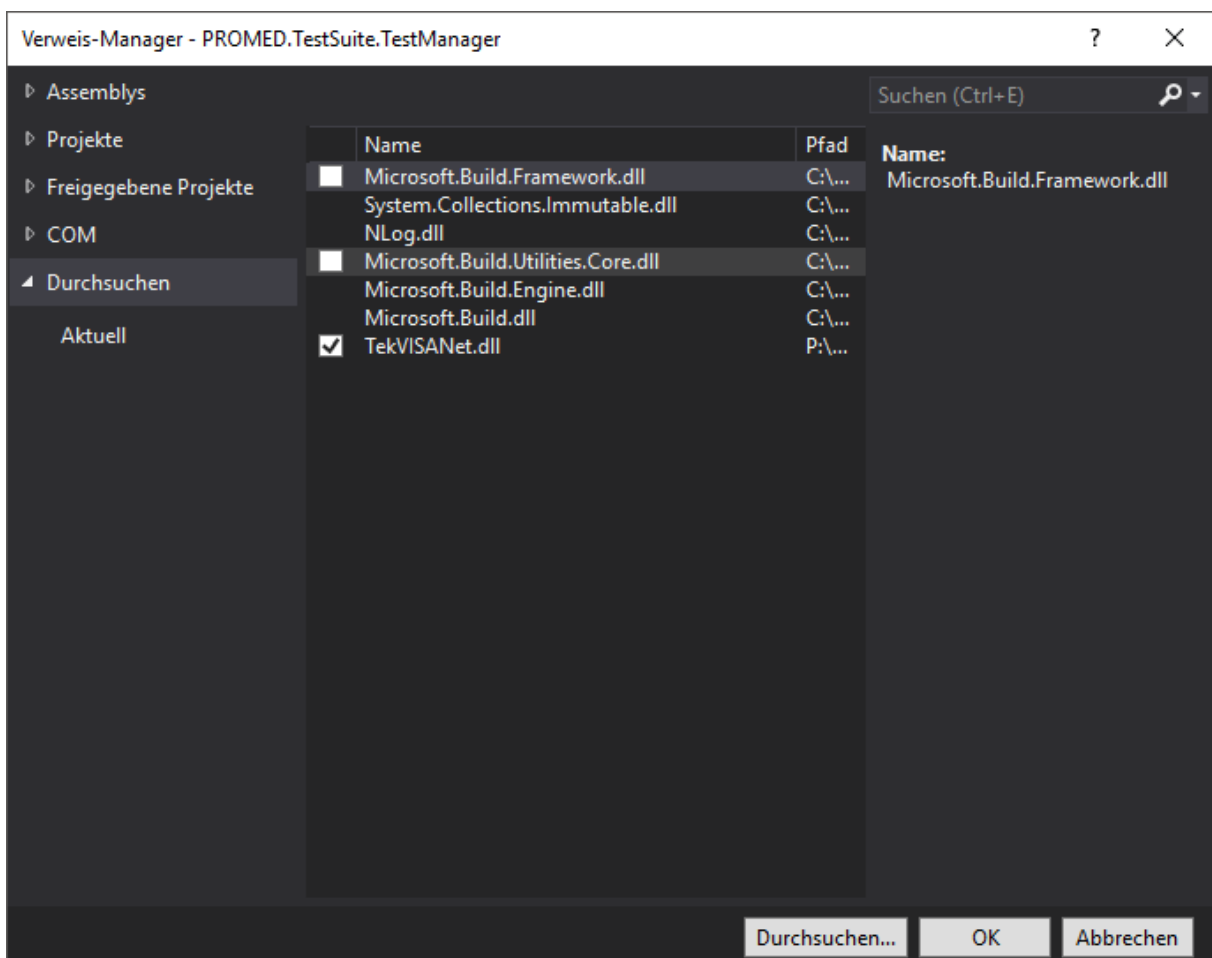 Verweis-Manager - PROMED.TestSuite.TestManager ?
Assemblys
Projekte
Freigegebene Projekte
COM
Durchsuchen
Aktuell
Name Pfad
Microsoft.Build.Framework.dll C:\...
System.Collections.Immutable.dll C:\...
NLog.dll C:\...
Microsoft.Build.Utilities.Core.dll C:\...
Microsoft.Build.Engine.dll C:\...
Microsoft.Build.dll C:\...
TekVISANet.dll P:\...
Suchen (Ctrl+E)
Name:
Microsoft.Build.Framework.dll
Durchsuchen... OK Abbrechen